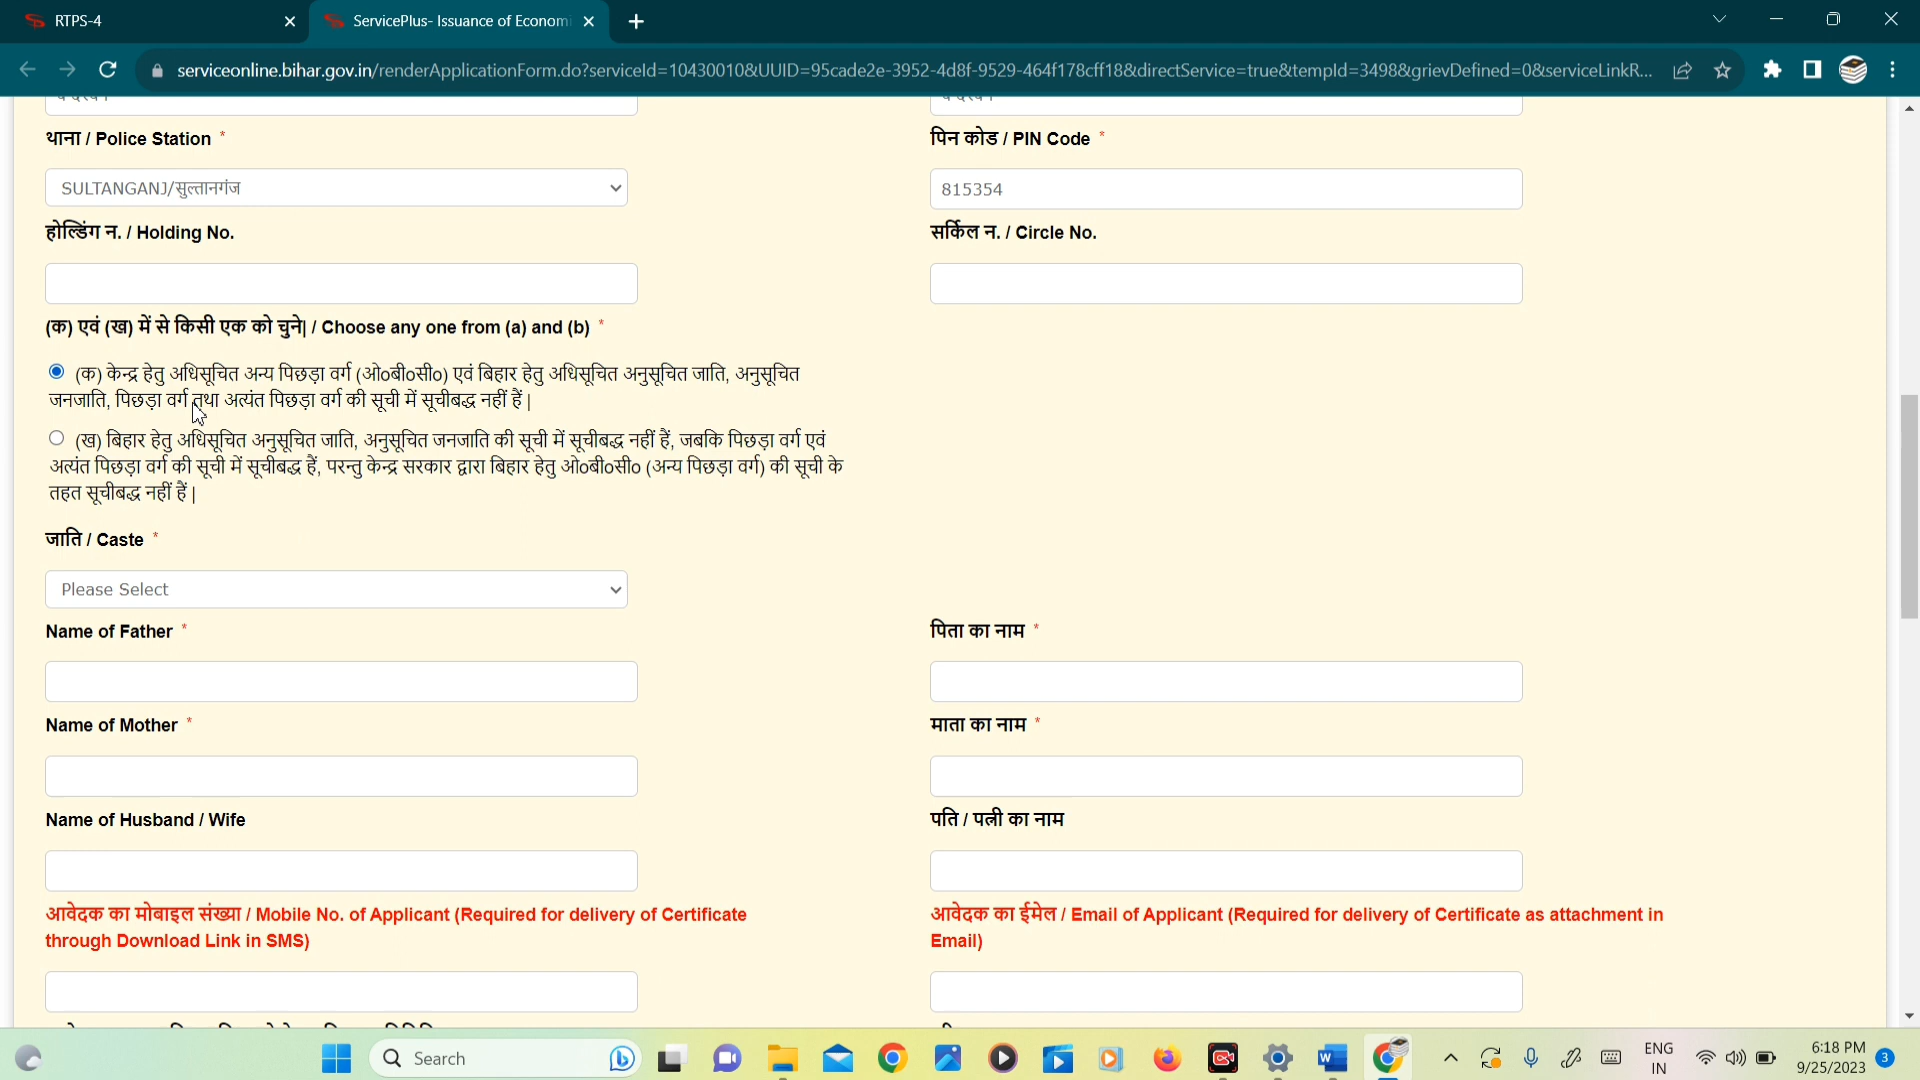 RTPS-4
ServicePlus- Issuance of Economi
serviceonline.bihar.gov.in/renderApplicationForm.do?serviceId=10430010&UUID=95cade2e-3952-4d8f-9529-464f178cff18&directService=true&tempId=3498&grievDefined=0&serviceLinkR...
थाना / Police Station *
पिन कोड / PIN Code *
SULTANGANJ/सुल्तानगंज
815354
होल्डिंग न. / Holding No.
सर्किल न. / Circle No.
(क) एवं (ख) में से किसी एक को चुने| / Choose any one from (a) and (b) *
(क) केन्द्र हेतु अधिसूचित अन्य पिछड़ा वर्ग (ओ०बी०सी०) एवं बिहार हेतु अधिसूचित अनुसूचित जाति, अनुसूचित
जनजाति, पिछड़ा वर्ग तथा अत्यंत पिछड़ा वर्ग की सूची में सूचीबद्ध नहीं हैं |
(ख) बिहार हेतु अधिसूचित अनुसूचित जाति, अनुसूचित जनजाति की सूची में सूचीबद्ध नहीं हैं, जबकि पिछड़ा वर्ग एवं
अत्यंत पिछड़ा वर्ग की सूची में सूचीबद्ध हैं, परन्तु केन्द्र सरकार द्वारा बिहार हेतु ओ०बी०सी० (अन्य पिछड़ा वर्ग) की सूची के
तहत सूचीबद्ध नहीं हैं |
जाति / Caste *
Please Select
Name of Father *
पिता का नाम *
Name of Mother *
माता का नाम *
Name of Husband / Wife
पति / पत्नी का नाम
आवेदक का मोबाइल संख्या / Mobile No. of Applicant (Required for delivery of Certificate
through Download Link in SMS)
आवेदक का ईमेल / Email of Applicant (Required for delivery of Certificate as attachment in
Email)
Search
ENG
IN
6:18 PM
9/25/2023
3